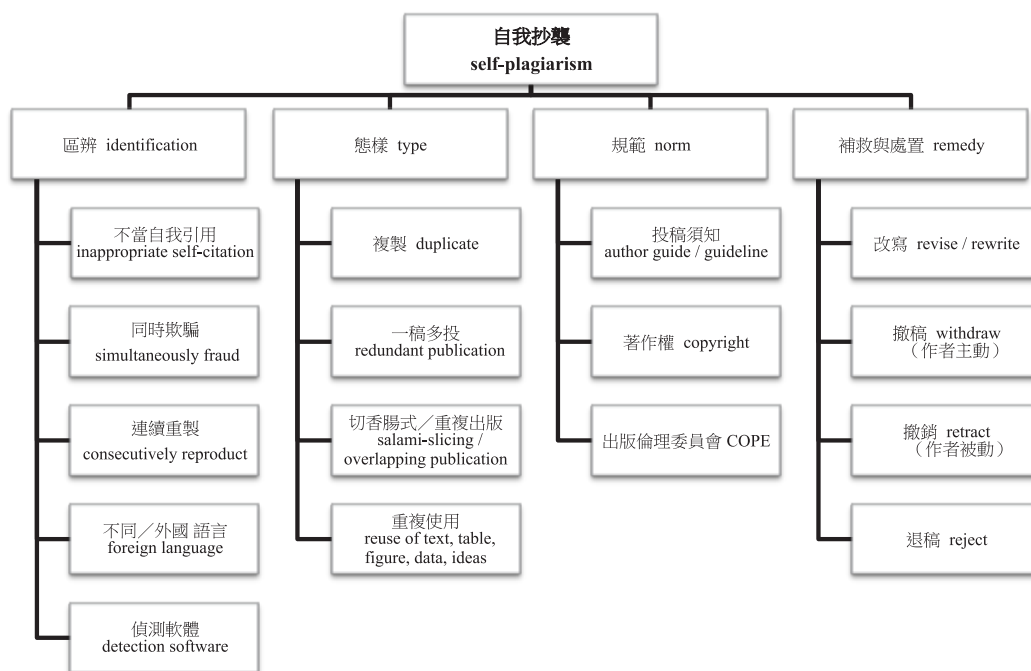 自我抄襲
self-plagiarism
區辨 identification
不當自我引用
inappropriate self-citation
同時欺騙
simultaneously fraud
連續重製
consecutively reproduct
不同／外國 語言
foreign language
偵測軟體
detection software
態樣 type
複製 duplicate
一稿多投
redundant publication
切香腸式／重複出版
salami-slicing /
overlapping publication
重複使用
reuse of text, table,
figure, data, ideas
規範 norm
投稿須知
author guide / guideline
著作權 copyright
出版倫理委員會 COPE
補救與處置 remedy
改寫 revise / rewrite
撤稿 withdraw
（作者主動）
撤銷 retract
（作者被動）
退稿 reject